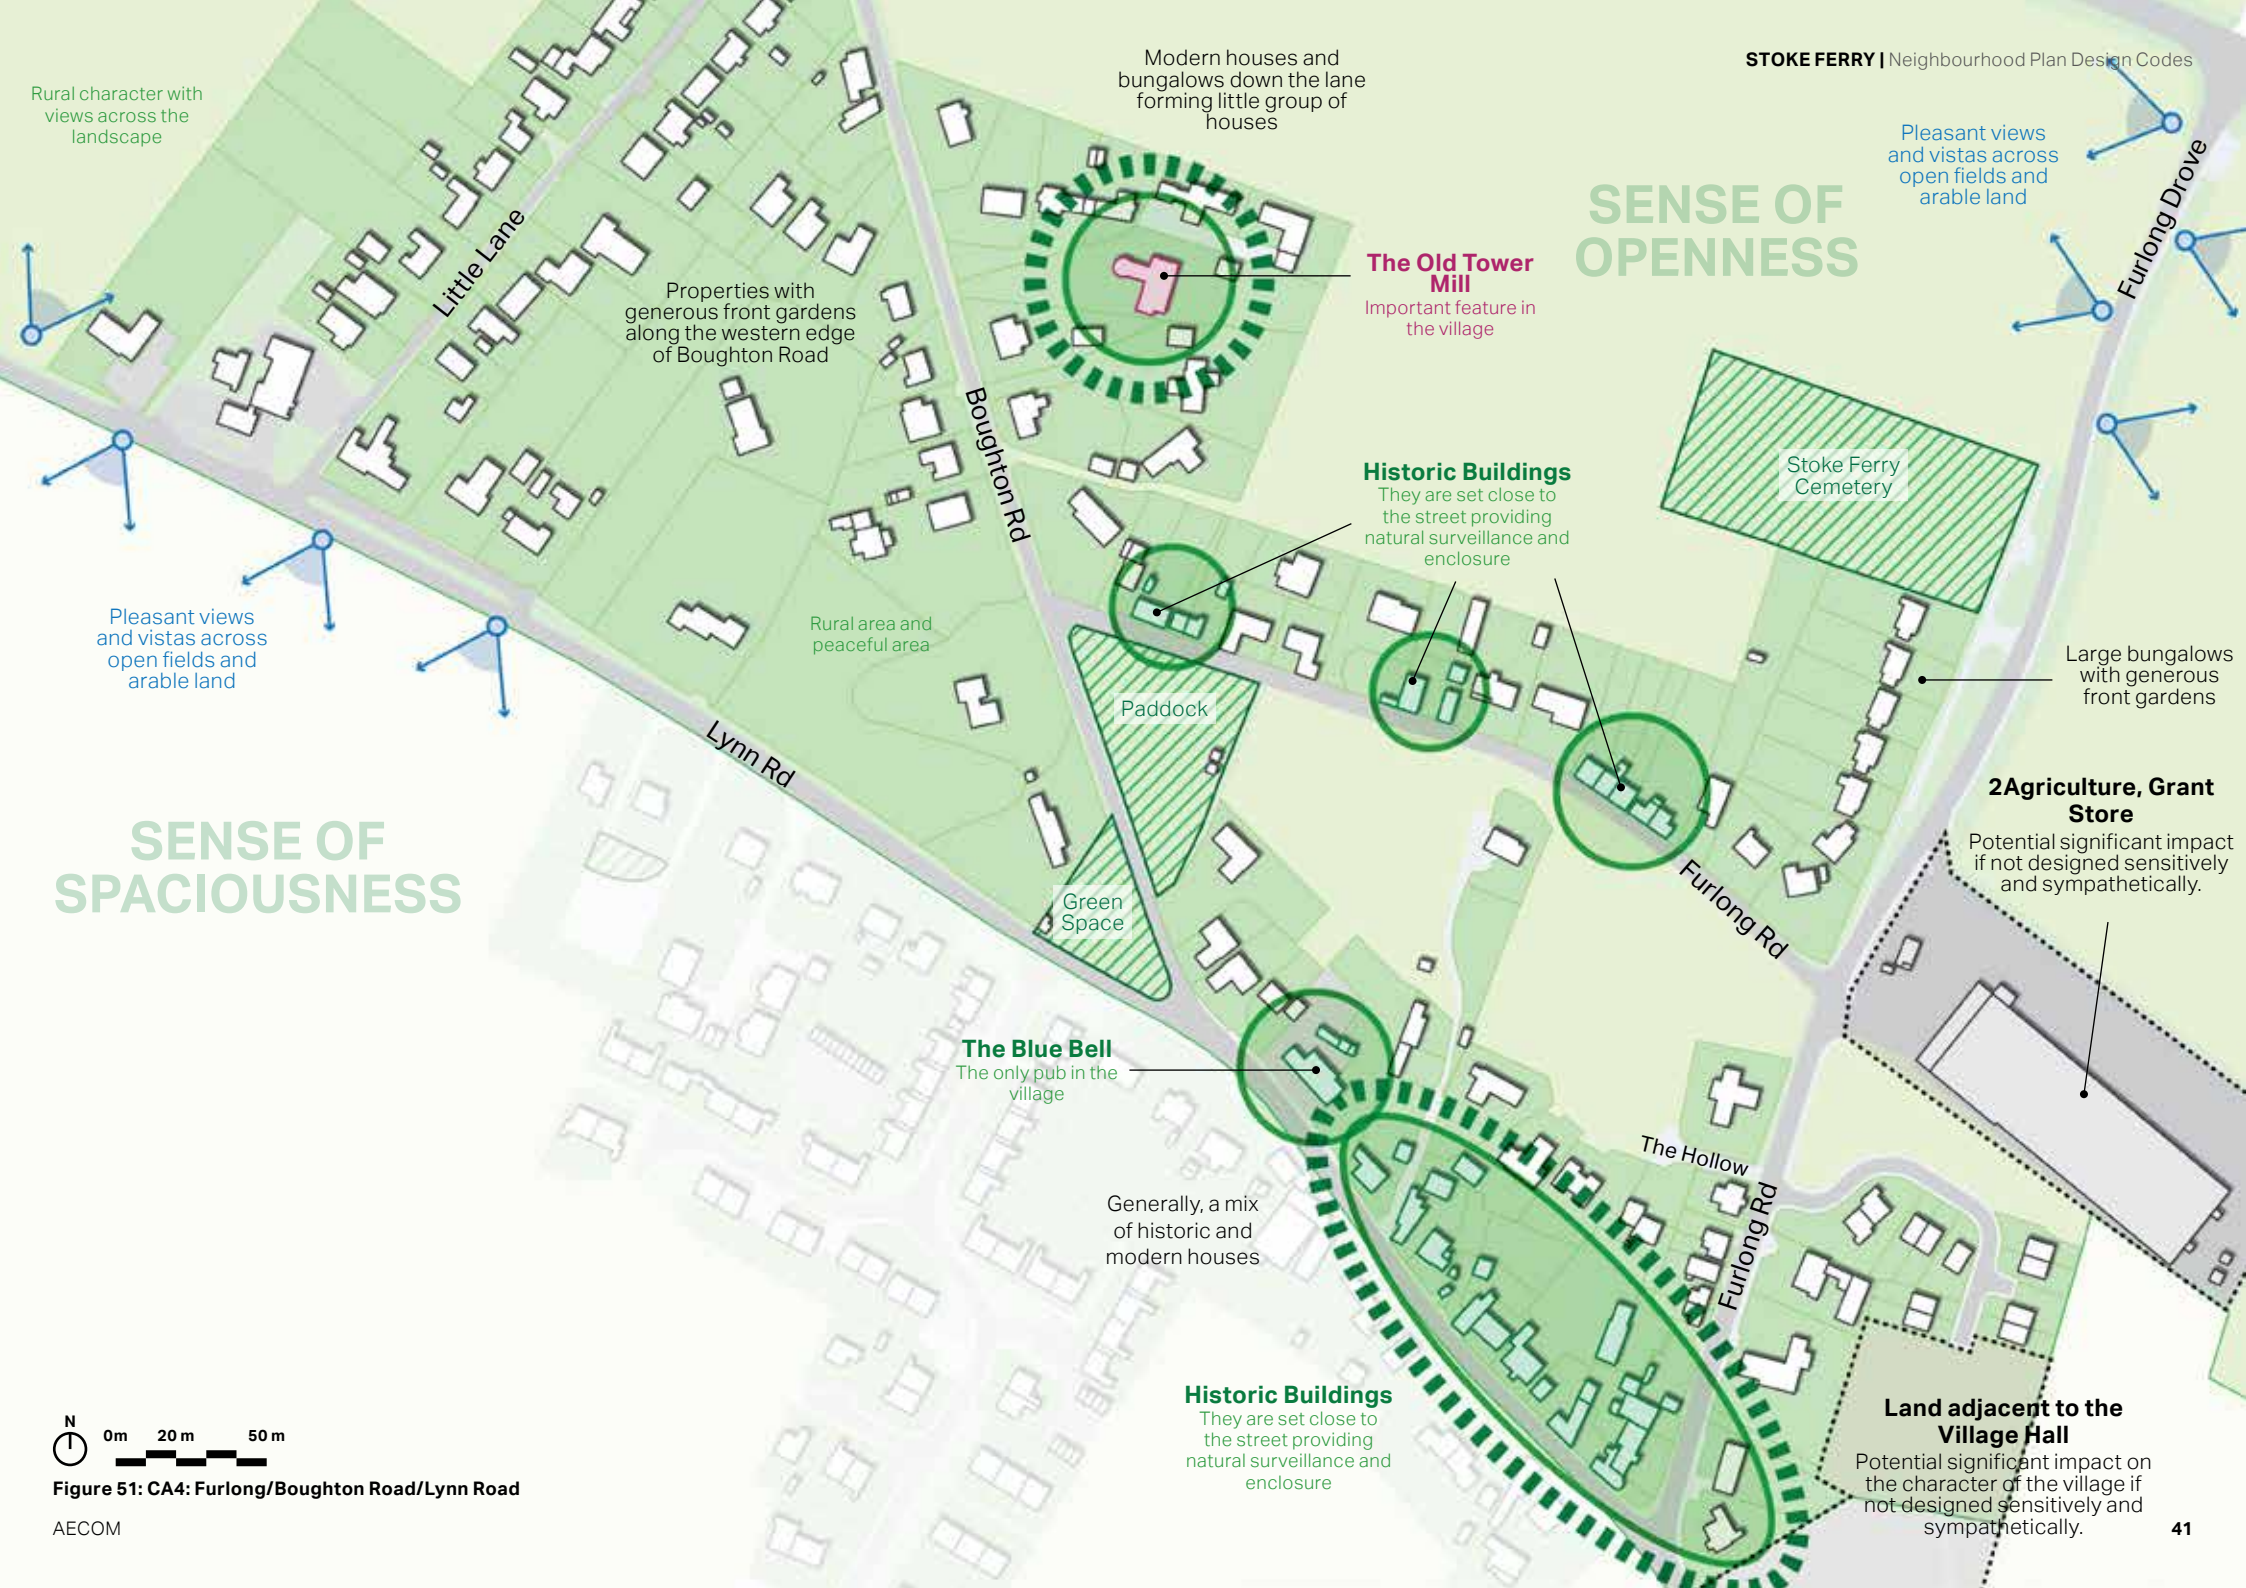 STOKE FERRY | Neighbourhood Plan Design Codes
Rural character with
views across the
landscape
Modern houses and
bungalows down the lane
forming little group of
houses
Pleasant views
and vistas across
open fields and
arable land
SENSE OF
OPENNESS
Furlong Drove
Little Lane
The Old Tower
Mill
Important feature in
the village
Properties with
generous front gardens
along the western edge
of Boughton Road
Boughton Rd
Historic Buildings
They are set close to
the street providing
natural surveillance and
enclosure
Stoke Ferry
Cemetery
Pleasant views
and vistas across
open fields and
arable land
Rural area and
peaceful area
Large bungalows
with generous
front gardens
Paddock
Lynn Rd
2Agriculture, Grant
Store
Potential significant impact
if not designed sensitively
and sympathetically.
SENSE OF
SPACIOUSNESS
Green
Space
Furlong Rd
The Blue Bell
The only pub in the
village
The Hollow
Furlong Rd
Generally, a mix
of historic and
modern houses
Historic Buildings
They are set close to
the street providing
natural surveillance and
enclosure
Land adjacent to the
Village Hall
Potential significant impact on
the character of the village if
not designed sensitively and
sympathetically.
N
0m 20 m 50 m
Figure 51: CA4: Furlong/Boughton Road/Lynn Road
AECOM
41